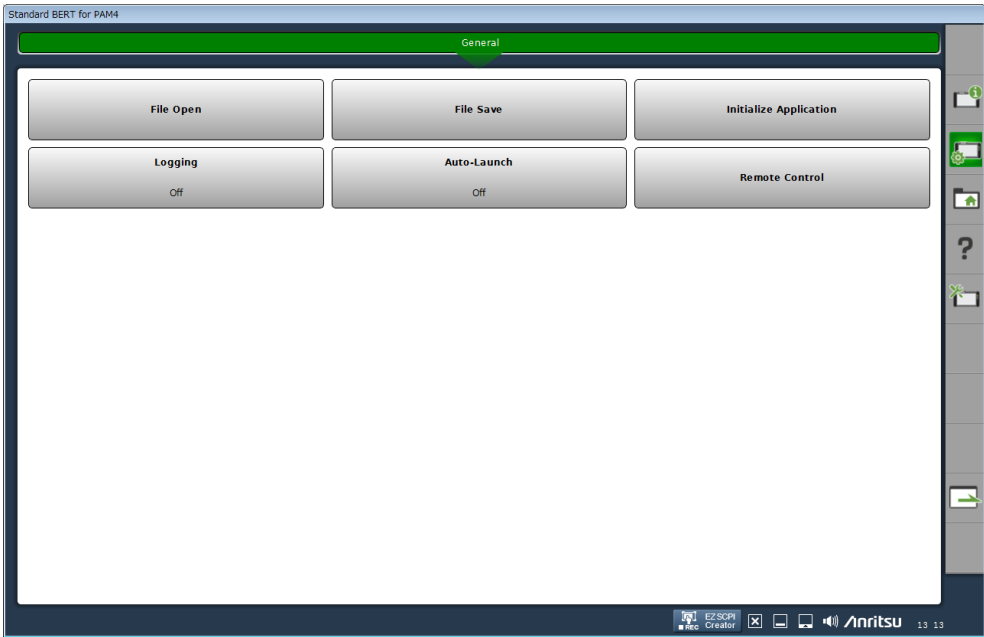 Standard BERT for PAM4
General
File Open
File Save
Initialize Application
Logging
Off
Auto-Launch
Off
Remote Control
?
REC
EZ SCPI
Creator
Anritsu
13 13